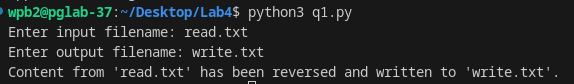 wpb2@pglab-37:~/Desktop/Lab4$ python3 q1.py
Enter input filename: read.txt
Enter output filename: write.txt
Content from 'read.txt' has been reversed and written to 'write.txt'.